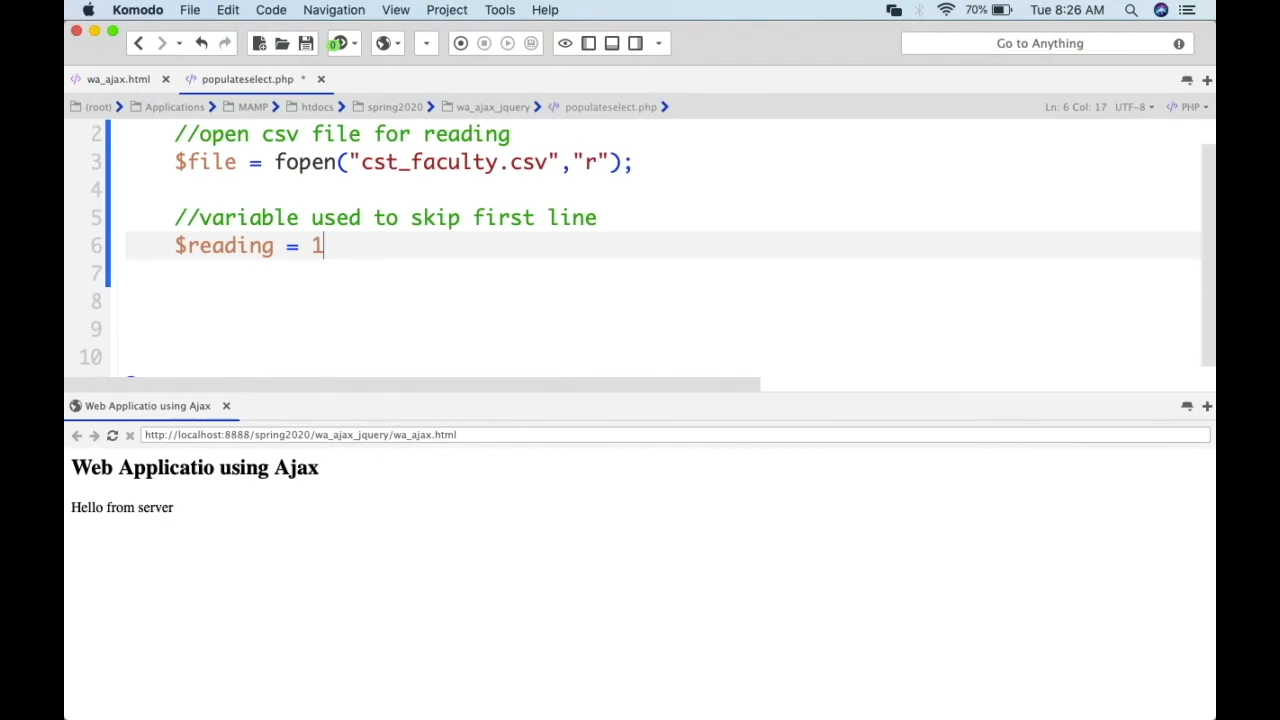 Komodo File Edit Code Navigation View Project Tools Help 70% Tue 8:26 AM
Go to Anything
wa_ajax.html populateselect.php *
(root) Applications MAMP htdocs spring2020 wa_ajax_jquery populateselect.php Ln: 6 Col: 17 UTF-8 PHP
2 //open csv file for reading
3 $file = fopen("cst_faculty.csv","r");
4
5 //variable used to skip first line
6 $reading = 1
7
8
9
10
Web Applicatio using Ajax
http://localhost:8888/spring2020/wa_ajax_jquery/wa_ajax.html
Web Applicatio using Ajax
Hello from server